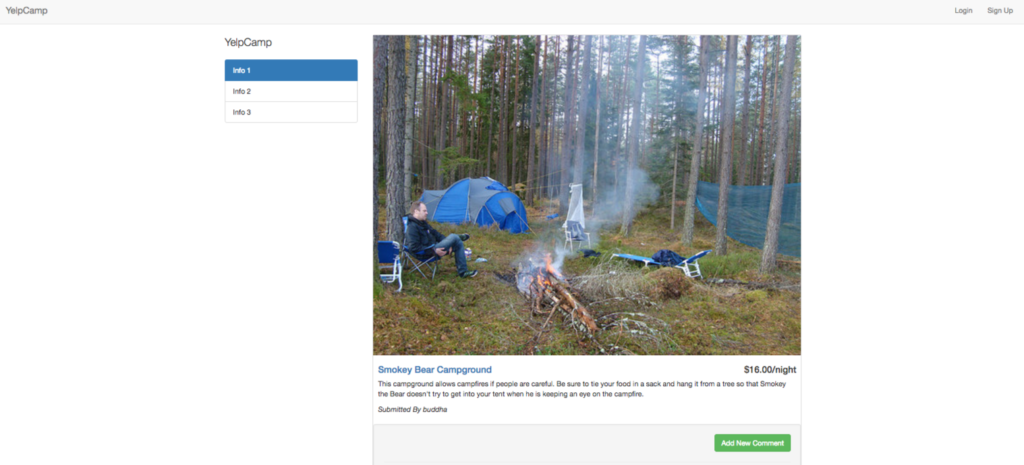 YelpCamp
Login
Sign Up
YelpCamp
Info 1
Info 2
Info 3
Smokey Bear Campground
$16.00/night
This campground allows campfires if people are careful. Be sure to tie your food in a sack and hang it from a tree so that Smokey
the Bear doesn't try to get into your tent when he is keeping an eye on the campfire.
Submitted By buddha
Add New Comment